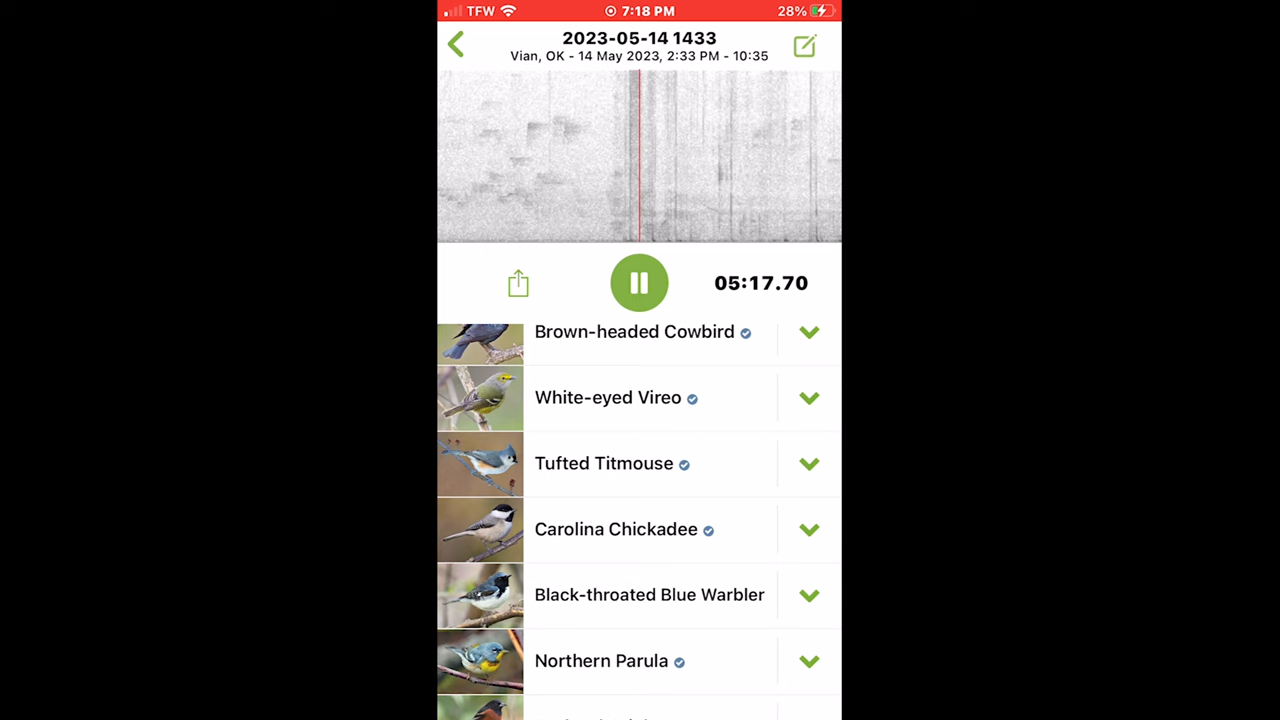 TFW 7:18 PM 28%
2023-05-14 1433
Vian, OK - 14 May 2023, 2:33 PM - 10:35
05:17.70
Brown-headed Cowbird
White-eyed Vireo
Tufted Titmouse
Carolina Chickadee
Black-throated Blue Warbler
Northern Parula